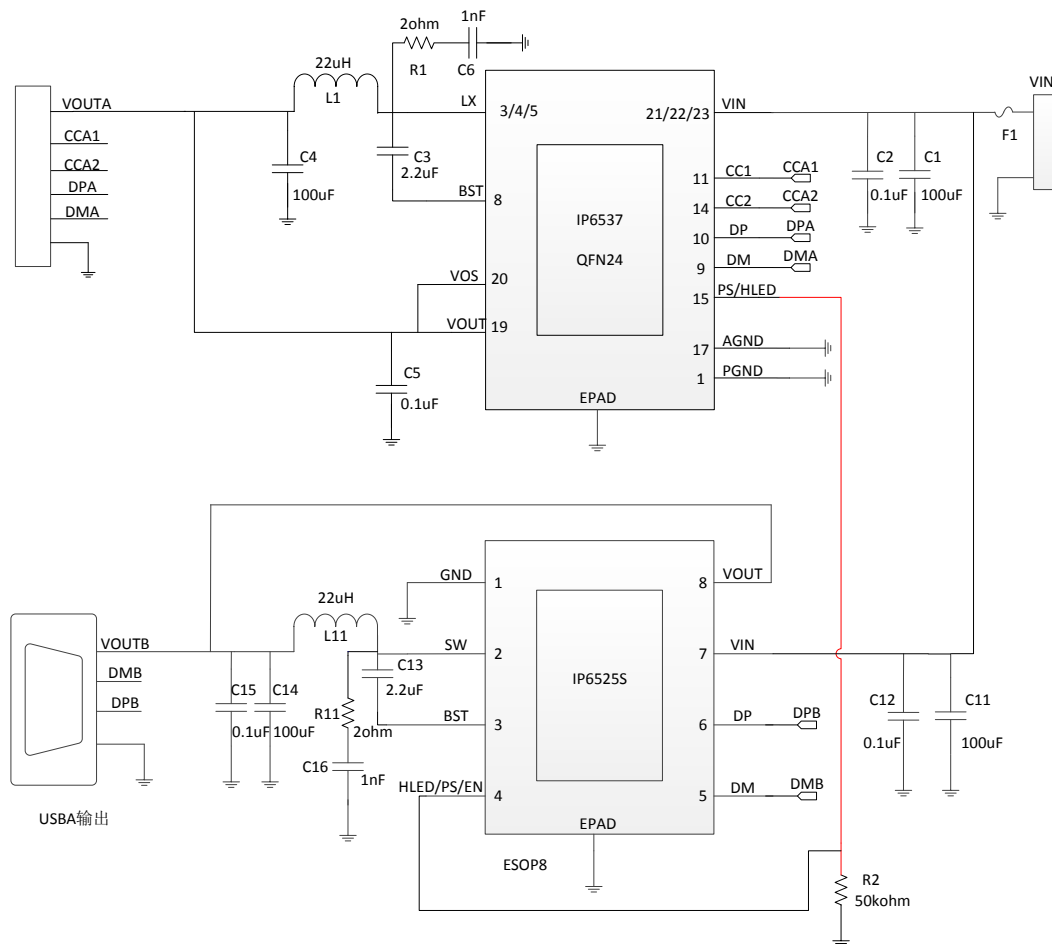 2ohm
1nF
R1
C6
22uH
L1
VIN
VOUTA
LX
3/4/5
21/22/23
VIN
F1
CCA1
CCA2
DPA
DMA
C4
100uF
C3
2.2uF
BST
8
C2
0.1uF
C1
100uF
11
CC1
CCA1
14
CC2
CCA2
10
DP
DPA
9
DM
DMA
15
PS/HLED
IP6537
QFN24
VOS
20
VOUT
19
17
AGND
1
PGND
C5
0.1uF
EPAD
GND
1
8
VOUT
22uH
L11
VOUTB
SW
2
7
VIN
DMB
DPB
C13
2.2uF
IP6525S
C15
0.1uF
C14
100uF
R11
2ohm
BST
3
6
DP
DPB
C12
0.1uF
C11
100uF
C16
1nF
HLED/PS/EN
4
5
DM
DMB
USBA输出
EPAD
ESOP8
R2
50kohm